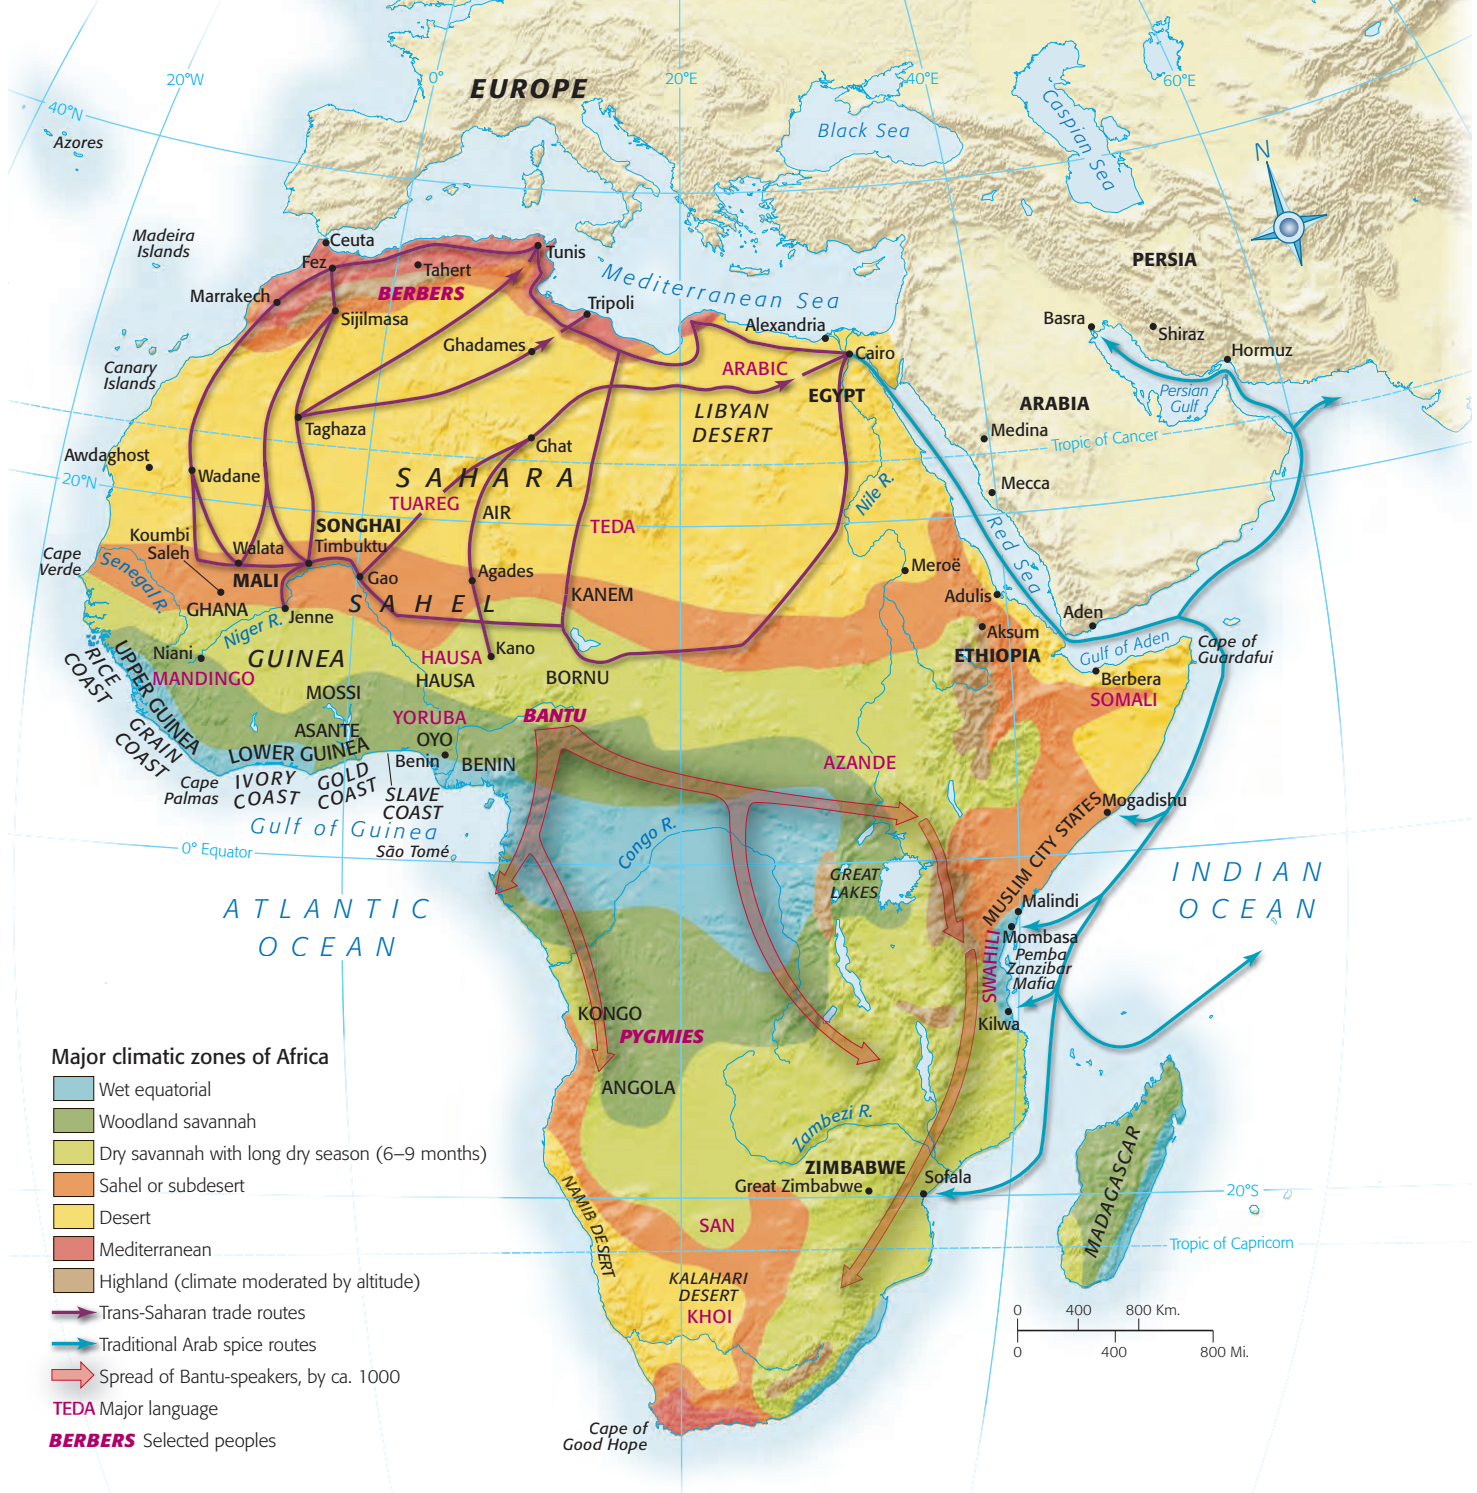 20°W
0°
20°E
40°E
60°E
40°N
EUROPE
Azores
Black Sea
Caspian Sea
N
Madeira
Islands
Ceuta
Fez
Tahert
Tunis
BERBERS
Mediterranean Sea
PERSIA
Marrakech
Sijilmasa
Tripoli
Alexandria
Basra
Shiraz
Hormuz
Canary
Islands
Ghadames
ARABIC
Cairo
EGYPT
Persian
Gulf
LIBYAN
DESERT
ARABIA
Taghaza
Medina
Tropic of Cancer
Ghat
Awdaghost
Wadane
20°N
SAHARA
Mecca
TUAREG
AIR
Nile R.
Red Sea
SONGHAI
TEDA
Koumbi
Saleh
Walata
Timbuktu
Cape
Verde
Senegal R.
MALI
Gao
Agades
Meroë
GHANA
SAHEL
KANEM
Adulis
Aden
Jenne
Niger R.
Aksum
Gulf of Aden
Cape of
Guardafui
Niani
GUINEA
HAUSA
Kano
ETHIOPIA
MANDINGO
HAUSA
BORNU
Berbera
SOMALI
RICE
COAST
UPPER GUINEA
MOSSI
YORUBA
BANTU
ASANTE
OYO
GRAIN
COAST
LOWER GUINEA
Benin
BENIN
AZANDE
Cape
Palmas
IVORY
COAST
GOLD
COAST
SLAVE
COAST
Mogadishu
Gulf of Guinea
São Tomé
0° Equator
Congo R.
MUSLIM CITY STATES
GREAT
LAKES
INDIAN
OCEAN
ATLANTIC
OCEAN
Malindi
Mombasa
Pemba
Zanzibar
Mafia
SWAHILI
Kilwa
KONGO
PYGMIES
ANGOLA
Zambezi R.
ZIMBABWE
Great Zimbabwe
Sofala
MADAGASCAR
20°S
NAMIB DESERT
SAN
Tropic of Capricorn
KALAHARI
DESERT
KHOI
Cape of
Good Hope
0 400 800 Km.
0 400 800 Mi.
Major climatic zones of Africa
Wet equatorial
Woodland savannah
Dry savannah with long dry season (6–9 months)
Sahel or subdesert
Desert
Mediterranean
Highland (climate moderated by altitude)
Trans-Saharan trade routes
Traditional Arab spice routes
Spread of Bantu-speakers, by ca. 1000
TEDA Major language
BERBERS Selected peoples